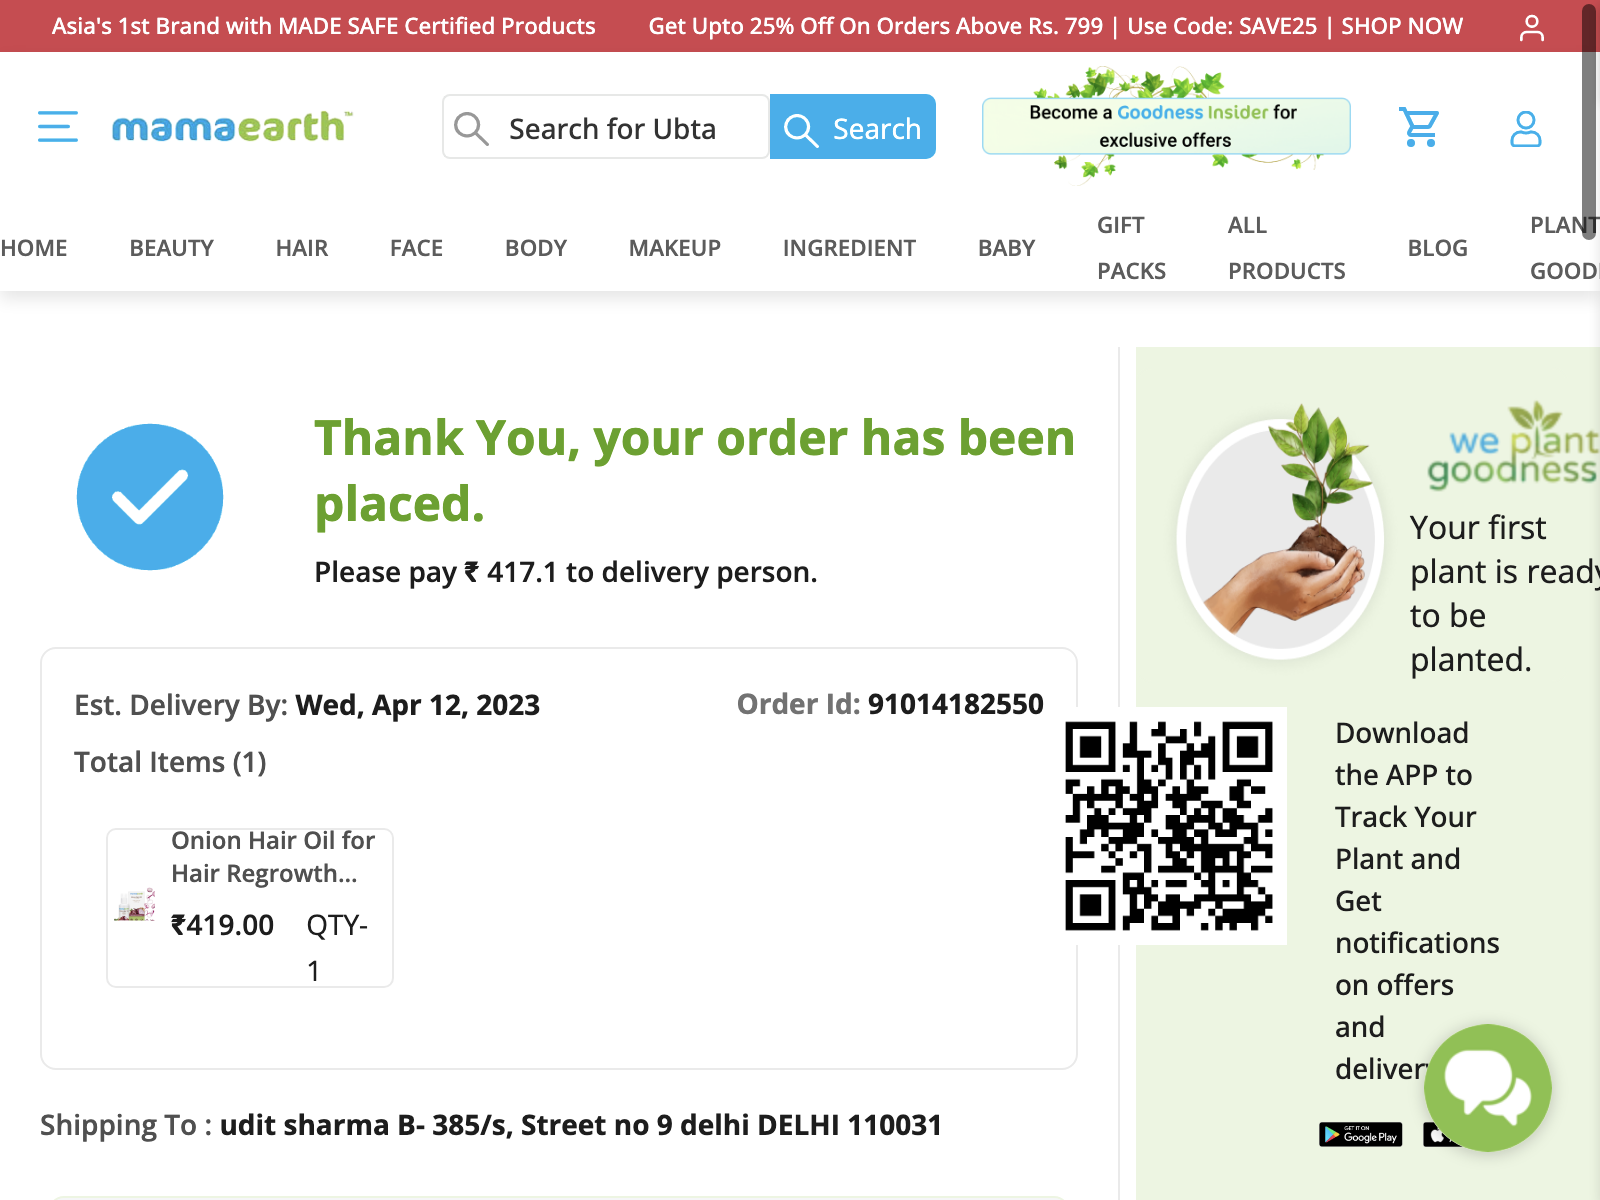 Asia's 1st Brand with MADE SAFE Certified Products Get Upto 25% Off On Orders Above Rs. 799 | Use Code: SAVE25 | SHOP NOW
mamaearth™
Search for Ubta
Search
Become a Goodness Insider for
exclusive offers
HOME BEAUTY HAIR FACE BODY MAKEUP INGREDIENT BABY
GIFT
PACKS
ALL
PRODUCTS
BLOG
PLANT
GOOD
Thank You, your order has been
placed.
Please pay ₹ 417.1 to delivery person.
Est. Delivery By: Wed, Apr 12, 2023
Order Id: 91014182550
Total Items (1)
Onion Hair Oil for
Hair Regrowth...
₹419.00 QTY-
1
Shipping To : udit sharma B- 385/s, Street no 9 delhi DELHI 110031
we plant
goodness
Your first
plant is ready
to be
planted.
Download
the APP to
Track Your
Plant and
Get
notifications
on offers
and
delivery
GET IT ON
Google Play